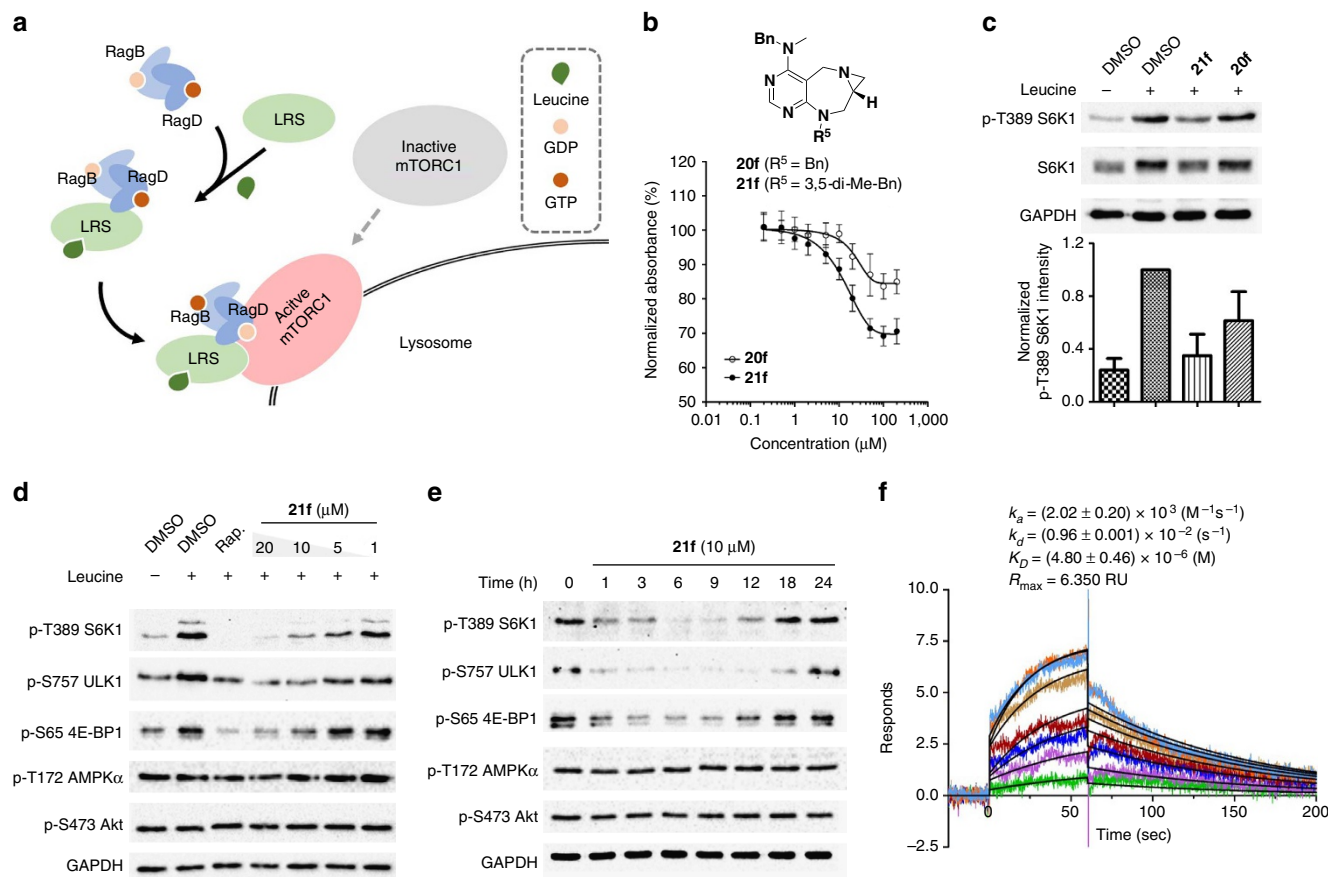 a
RagB
RagD
LRS
RagB
RagD
LRS
RagB
RagD
LRS
Acitve
mTORC1
Inactive
mTORC1
Leucine
GDP
GTP
Lysosome
b
Bn
N
N
N
N
N
H
R⁵
20f (R⁵ = Bn)
21f (R⁵ = 3,5-di-Me-Bn)
Normalized absorbance (%)
120
110
100
90
80
70
60
50
20f
21f
0.01 0.1 1 10 100 1,000
Concentration (μM)
c
DMSO DMSO 21f 20f
Leucine − + + +
p-T389 S6K1
S6K1
GAPDH
Normalized
p-T389 S6K1 intensity
1.2
0.8
0.4
0.0
d
21f (μM)
DMSO DMSO Rap. 20 10 5 1
Leucine − + + + + + +
p-T389 S6K1
p-S757 ULK1
p-S65 4E-BP1
p-T172 AMPKα
p-S473 Akt
GAPDH
e
21f (10 μM)
Time (h) 0 1 3 6 9 12 18 24
p-T389 S6K1
p-S757 ULK1
p-S65 4E-BP1
p-T172 AMPKα
p-S473 Akt
GAPDH
f
kₐ = (2.02 ± 0.20) × 10³ (M⁻¹s⁻¹)
k_d = (0.96 ± 0.001) × 10⁻² (s⁻¹)
K_D = (4.80 ± 0.46) × 10⁻⁶ (M)
R_max = 6.350 RU
Responds
10.0
7.5
5.0
2.5
0.0
−2.5
0 50 100 150 200
Time (sec)